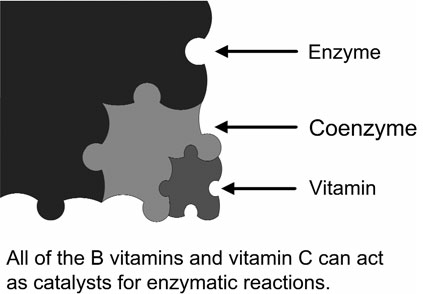 Enzyme
Coenzyme
Vitamin
All of the B vitamins and vitamin C can act
as catalysts for enzymatic reactions.